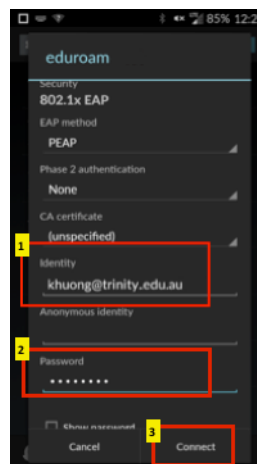 85% 12:2
eduroam
Security
802.1x EAP
EAP method
PEAP
Phase 2 authentication
None
CA certificate
(unspecified)
1
Identity
khuong@trinity.edu.au
Anonymous identity
2
Password
••••••••
Show password
3
Cancel Connect